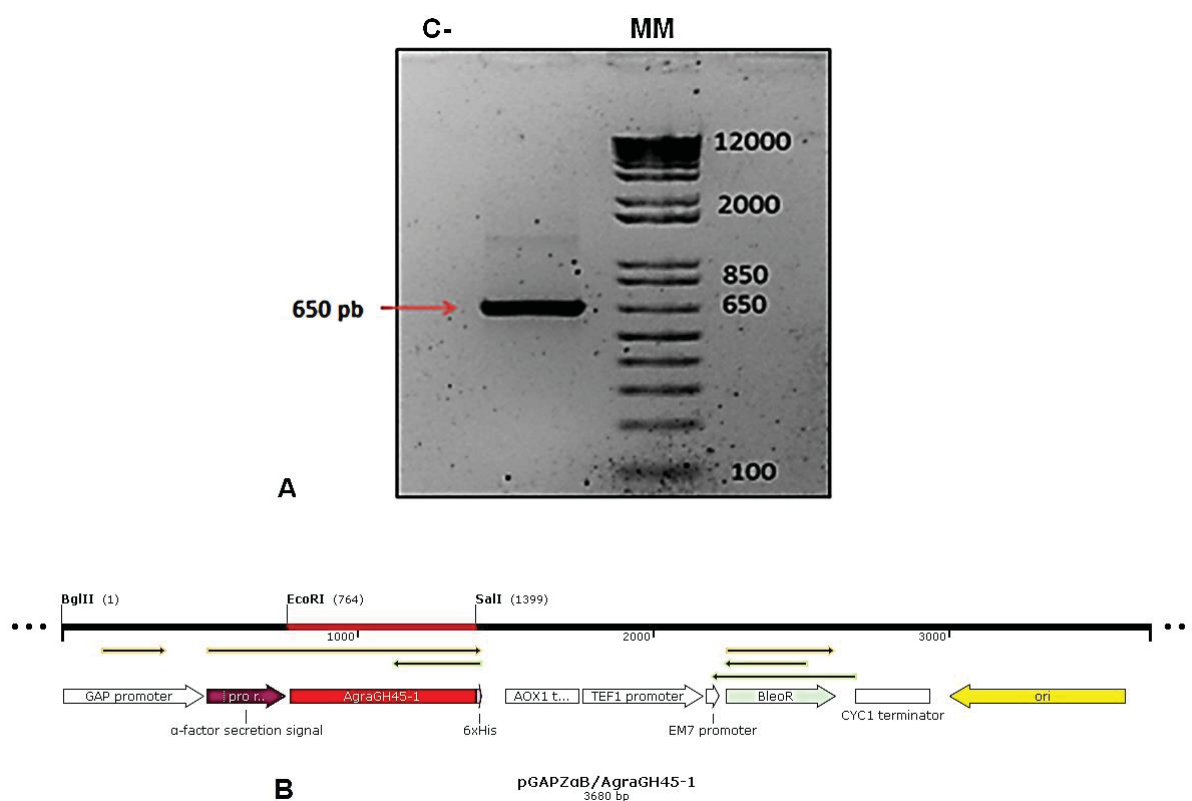 C- MM
12000
2000
850
650 pb 650
100
A
BglII (1) EcoRI (764) SalI (1399)
1000 2000 3000
GAP promoter pro r.. AgraGH45-1 AOX1 t... TEF1 promoter BleoR ori
α-factor secretion signal 6xHis EM7 promoter CYC1 terminator
B
pGAPZαB/AgraGH45-1
3680 bp